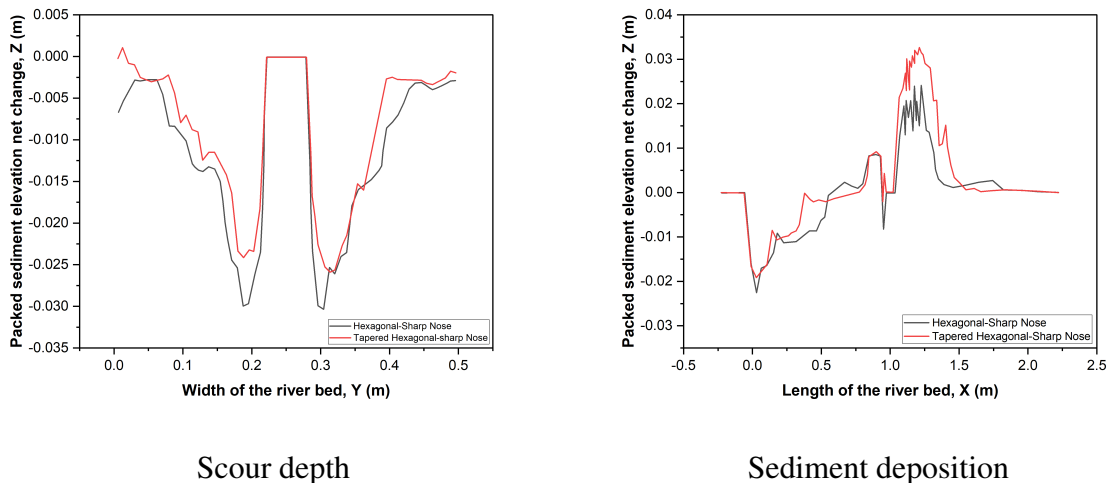 0.005
0.000
-0.005
-0.010
-0.015
-0.020
-0.025
-0.030
-0.035
Packed sediment elevation net change, Z (m)
Hexagonal-Sharp Nose
Tapered Hexagonal-sharp Nose
0.0 0.1 0.2 0.3 0.4 0.5
Width of the river bed, Y (m)
Scour depth
0.04
0.03
0.02
0.01
0.00
-0.01
-0.02
-0.03
Packed sediment elevation net change, Z (m)
Hexagonal-Sharp Nose
Tapered Hexagonal-Sharp Nose
-0.5 0.0 0.5 1.0 1.5 2.0 2.5
Length of the river bed, X (m)
Sediment deposition